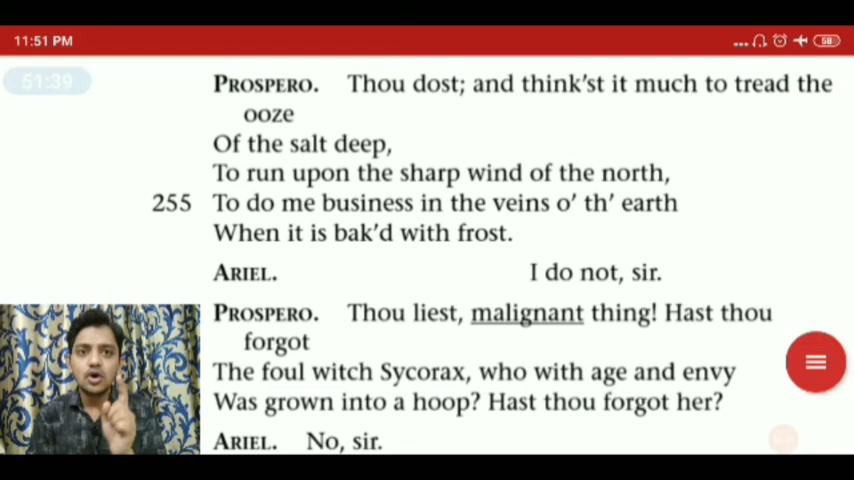 11:51 PM
58
51:39
PROSPERO. Thou dost; and think'st it much to tread the
ooze
Of the salt deep,
To run upon the sharp wind of the north,
255 To do me business in the veins o' th' earth
When it is bak'd with frost.
ARIEL. I do not, sir.
PROSPERO. Thou liest, malignant thing! Hast thou
forgot
The foul witch Sycorax, who with age and envy
Was grown into a hoop? Hast thou forgot her?
ARIEL. No, sir.